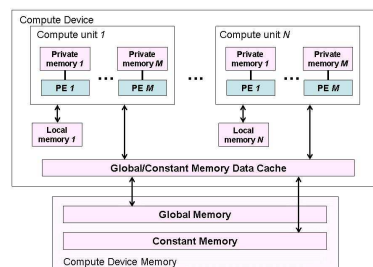 Compute Device
Compute unit 1
Private memory 1
Private memory M
PE 1
...
PE M
Local memory 1
...
Compute unit N
Private memory 1
Private memory M
PE 1
...
PE M
Local memory N
Global/Constant Memory Data Cache
Global Memory
Constant Memory
Compute Device Memory